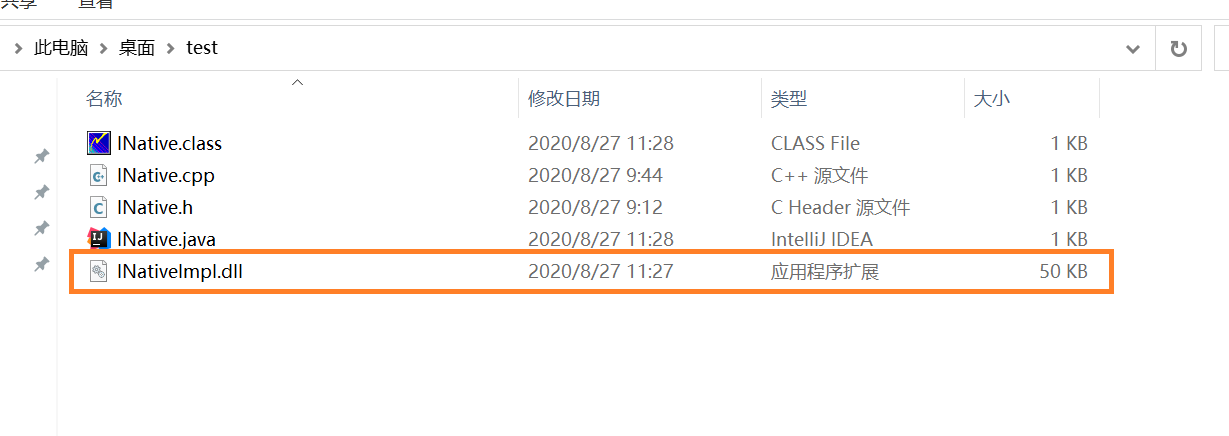 共享 查看
此电脑 桌面 test
名称 修改日期 类型 大小
INative.class 2020/8/27 11:28 CLASS File 1 KB
INative.cpp 2020/8/27 9:44 C++ 源文件 1 KB
INative.h 2020/8/27 9:12 C Header 源文件 1 KB
INative.java 2020/8/27 11:28 IntelliJ IDEA 1 KB
INativeImpl.dll 2020/8/27 11:27 应用程序扩展 50 KB